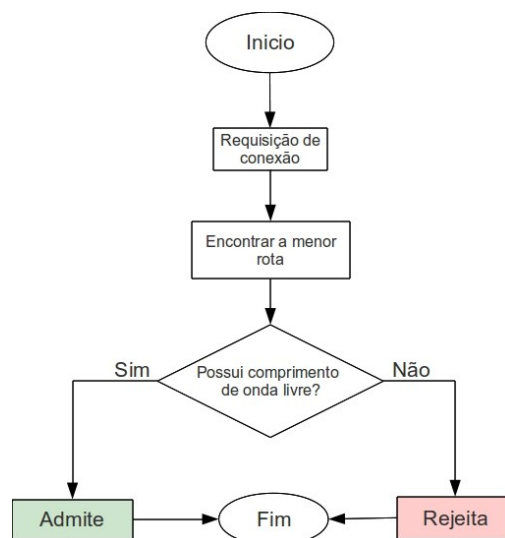 Inicio
Requisição de
conexão
Encontrar a menor
rota
Sim
Possui comprimento
de onda livre?
Não
Admite
Fim
Rejeita